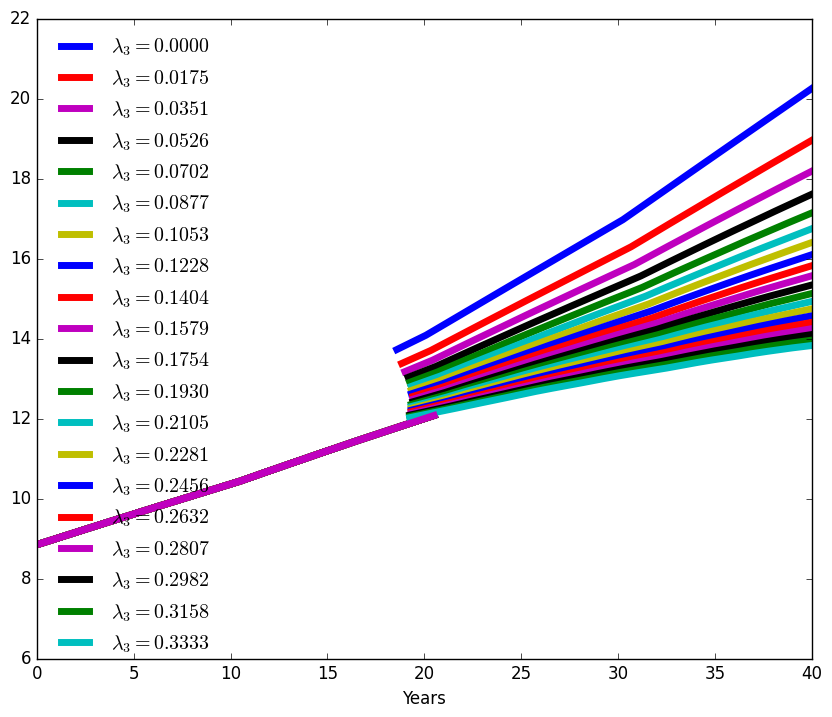 22
20
18
16
14
12
10
8
6
λ₃ = 0.0000
λ₃ = 0.0175
λ₃ = 0.0351
λ₃ = 0.0526
λ₃ = 0.0702
λ₃ = 0.0877
λ₃ = 0.1053
λ₃ = 0.1228
λ₃ = 0.1404
λ₃ = 0.1579
λ₃ = 0.1754
λ₃ = 0.1930
λ₃ = 0.2105
λ₃ = 0.2281
λ₃ = 0.2456
λ₃ = 0.2632
λ₃ = 0.2807
λ₃ = 0.2982
λ₃ = 0.3158
λ₃ = 0.3333
0 5 10 15 20 25 30 35 40
Years